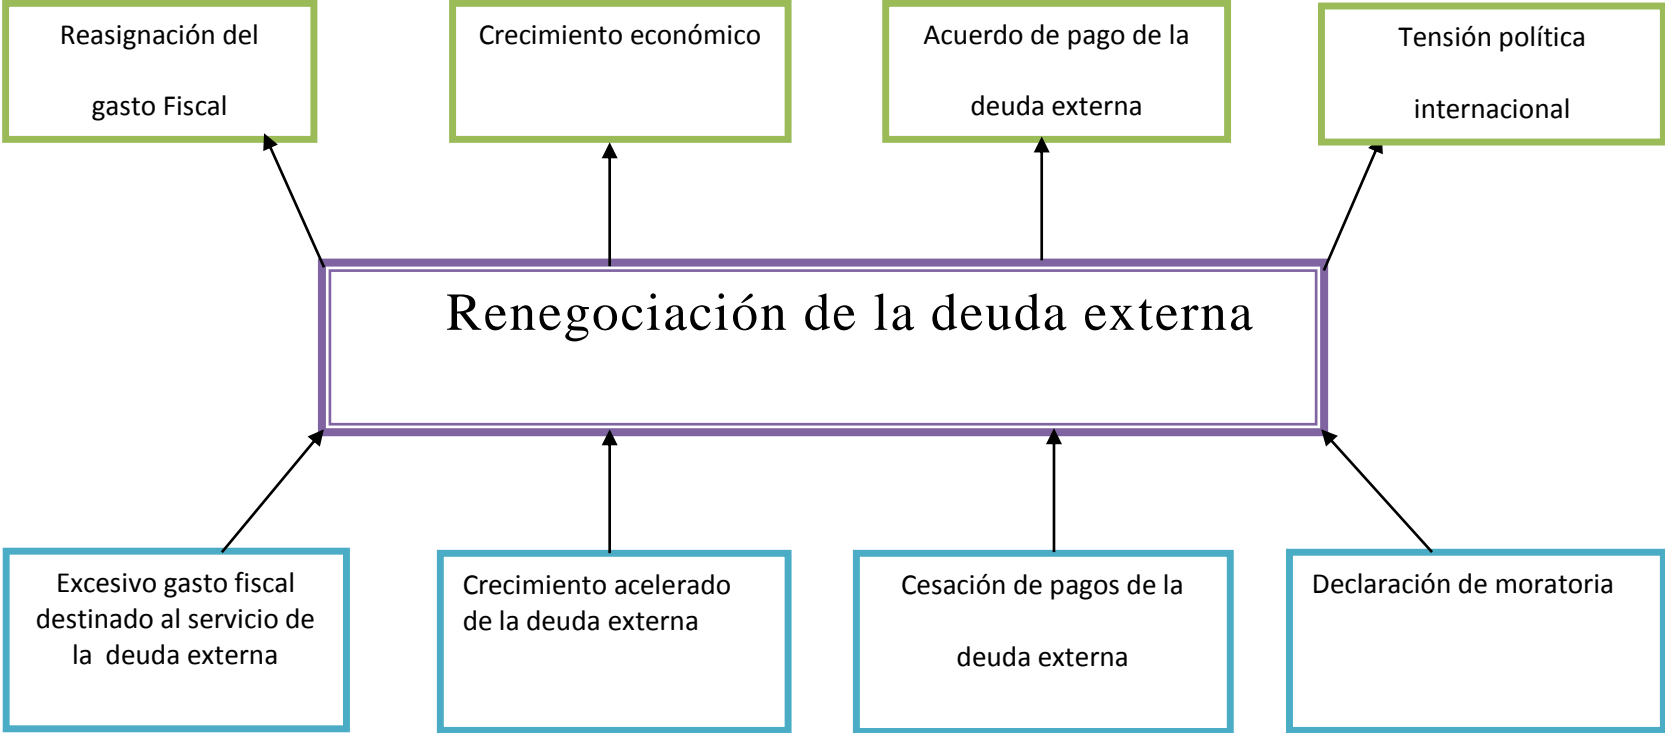 Reasignación del
gasto Fiscal
Crecimiento económico
Acuerdo de pago de la
deuda externa
Tensión política
internacional
Renegociación de la deuda externa
Excesivo gasto fiscal
destinado al servicio de
la deuda externa
Crecimiento acelerado
de la deuda externa
Cesación de pagos de la
deuda externa
Declaración de moratoria